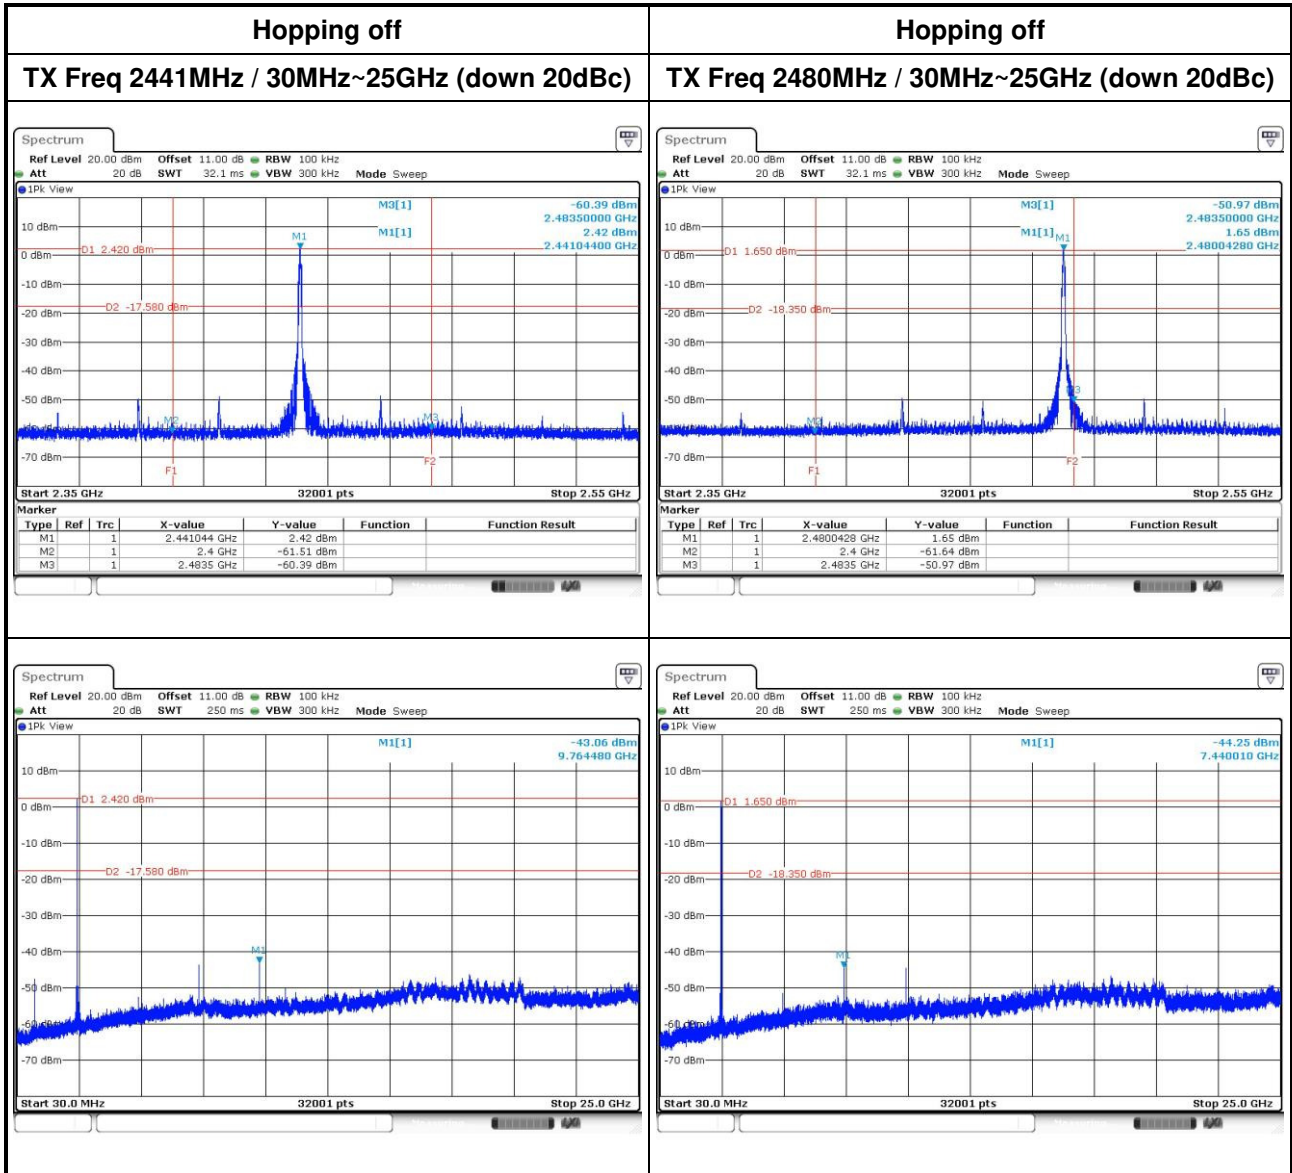 Hopping off
Hopping off
TX Freq 2441MHz / 30MHz~25GHz (down 20dBc)
TX Freq 2480MHz / 30MHz~25GHz (down 20dBc)
Spectrum
Ref Level 20.00 dBm Offset 11.00 dB RBW 100 kHz
Att 20 dB SWT 32.1 ms VBW 300 kHz Mode Sweep
1Pk View
M3[1] -60.39 dBm
2.48350000 GHz
M1[1] 2.42 dBm
2.44104400 GHz
M1
10 dBm
D1 2.420 dBm
0 dBm
-10 dBm
D2 -17.580 dBm
-20 dBm
-30 dBm
-40 dBm
-50 dBm
M2
M3
-70 dBm
F1
F2
Start 2.35 GHz 32001 pts Stop 2.55 GHz
Marker
Type Ref Trc X-value Y-value Function Function Result
M1 1 2.441044 GHz 2.42 dBm
M2 1 2.4 GHz -61.51 dBm
M3 1 2.4835 GHz -60.39 dBm
Spectrum
Ref Level 20.00 dBm Offset 11.00 dB RBW 100 kHz
Att 20 dB SWT 32.1 ms VBW 300 kHz Mode Sweep
1Pk View
M3[1] -50.97 dBm
2.48350000 GHz
M1[1] 1.65 dBm
2.48004280 GHz
M1
10 dBm
D1 1.650 dBm
0 dBm
-10 dBm
D2 -18.350 dBm
-20 dBm
-30 dBm
-40 dBm
M3
-50 dBm
-70 dBm
F1
F2
Start 2.35 GHz 32001 pts Stop 2.55 GHz
Marker
Type Ref Trc X-value Y-value Function Function Result
M1 1 2.4800428 GHz 1.65 dBm
M2 1 2.4 GHz -61.64 dBm
M3 1 2.4835 GHz -50.97 dBm
Spectrum
Ref Level 20.00 dBm Offset 11.00 dB RBW 100 kHz
Att 20 dB SWT 250 ms VBW 300 kHz Mode Sweep
1Pk View
M1[1] -43.06 dBm
9.764480 GHz
10 dBm
D1 2.420 dBm
0 dBm
-10 dBm
D2 -17.580 dBm
-20 dBm
-30 dBm
-40 dBm
M1
-50 dBm
-70 dBm
Start 30.0 MHz 32001 pts Stop 25.0 GHz
Spectrum
Ref Level 20.00 dBm Offset 11.00 dB RBW 100 kHz
Att 20 dB SWT 250 ms VBW 300 kHz Mode Sweep
1Pk View
M1[1] -44.25 dBm
7.440010 GHz
10 dBm
D1 1.650 dBm
0 dBm
-10 dBm
D2 -18.350 dBm
-20 dBm
-30 dBm
-40 dBm
M1
-50 dBm
-70 dBm
Start 30.0 MHz 32001 pts Stop 25.0 GHz